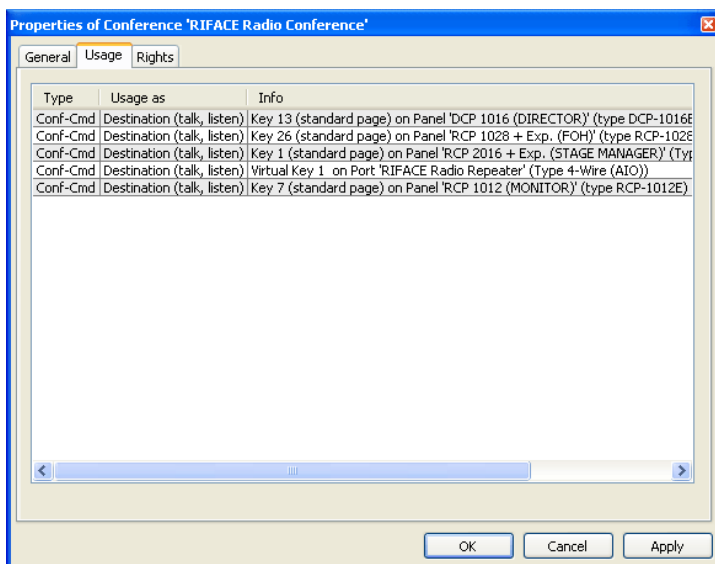 Properties of Conference 'RIFACE Radio Conference'
General Usage Rights
Type Usage as Info
Conf-Cmd Destination (talk, listen) Key 13 (standard page) on Panel 'DCP 1016 (DIRECTOR)' (type DCP-1016E
Conf-Cmd Destination (talk, listen) Key 26 (standard page) on Panel 'RCP 1028 + Exp. (FOH)' (type RCP-1028
Conf-Cmd Destination (talk, listen) Key 1 (standard page) on Panel 'RCP 2016 + Exp. (STAGE MANAGER)' (Typ
Conf-Cmd Destination (talk, listen) Virtual Key 1 on Port 'RIFACE Radio Repeater' (Type 4-Wire (AIO))
Conf-Cmd Destination (talk, listen) Key 7 (standard page) on Panel 'RCP 1012 (MONITOR)' (type RCP-1012E)
OK Cancel Apply